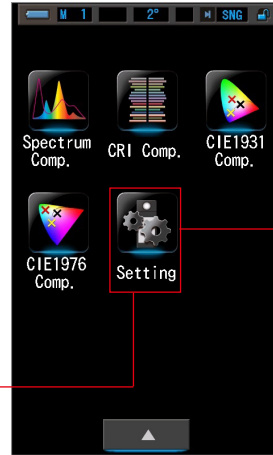 M 1 2° SNG
Spectrum Comp.
CRI Comp.
CIE1931 Comp.
CIE1976 Comp.
Setting